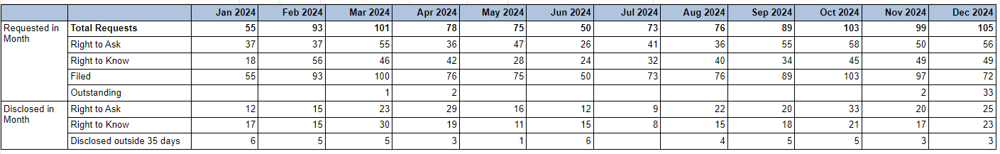 Jan 2024 Feb 2024 Mar 2024 Apr 2024 May 2024 Jun 2024 Jul 2024 Aug 2024 Sep 2024 Oct 2024 Nov 2024 Dec 2024
Requested in Month Total Requests 55 93 101 78 75 50 73 76 89 103 99 105
Right to Ask 37 37 55 36 47 26 41 36 55 58 50 56
Right to Know 18 56 46 42 28 24 32 40 34 45 49 49
Filed 55 93 100 76 75 50 73 76 89 103 97 72
Outstanding 1 2 2 33
Disclosed in Month Right to Ask 12 15 23 29 16 12 9 22 20 33 20 25
Right to Know 17 15 30 19 11 15 8 15 18 21 17 23
Disclosed outside 35 days 6 5 5 3 1 6 4 5 5 3 3